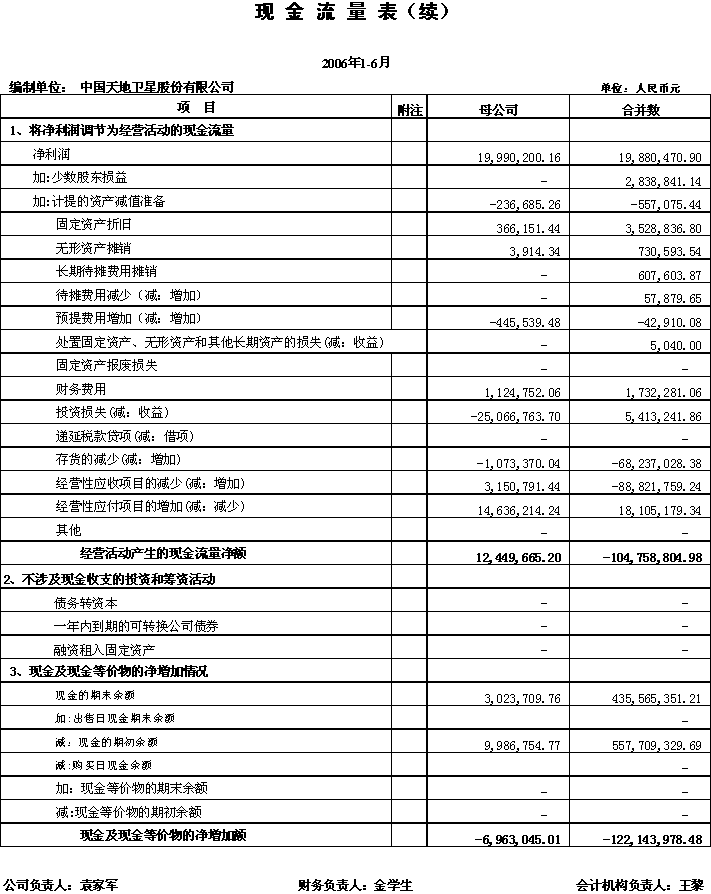 现 金 流 量 表（续）
2006年1-6月
编制单位： 中国天地卫星股份有限公司 单位：人民币元
项 目 附注 母公司 合并数
1、将净利润调节为经营活动的现金流量
净利润 19,990,200.16 19,880,470.90
加:少数股东损益 - 2,838,841.14
加:计提的资产减值准备 -236,685.26 -557,075.44
固定资产折旧 366,151.44 3,528,836.80
无形资产摊销 3,914.34 730,593.54
长期待摊费用摊销 - 607,603.87
待摊费用减少（减：增加） - 57,879.65
预提费用增加（减：增加） -445,539.48 -42,910.08
处置固定资产、无形资产和其他长期资产的损失(减：收益) - 5,040.00
固定资产报废损失 - -
财务费用 1,124,752.06 1,732,281.06
投资损失(减：收益) -25,066,763.70 5,413,241.86
递延税款贷项(减：借项) - -
存货的减少(减：增加) -1,073,370.04 -68,237,028.38
经营性应收项目的减少(减：增加) 3,150,791.44 -88,821,759.24
经营性应付项目的增加(减：减少) 14,636,214.24 18,105,179.34
其他 - -
经营活动产生的现金流量净额 12,449,665.20 -104,758,804.98
2、不涉及现金收支的投资和筹资活动
债务转资本 - -
一年内到期的可转换公司债券 - -
融资租入固定资产 - -
3、现金及现金等价物的净增加情况
现金的期末余额 3,023,709.76 435,565,351.21
加:出售日现金期末余额 -
减：现金的期初余额 9,986,754.77 557,709,329.69
减:购买日现金余额 -
加：现金等价物的期末余额 - -
减:现金等价物的期初余额 - -
现金及现金等价物的净增加额 -6,963,045.01 -122,143,978.48
公司负责人：袁家军 财务负责人：金学生 会计机构负责人：王黎